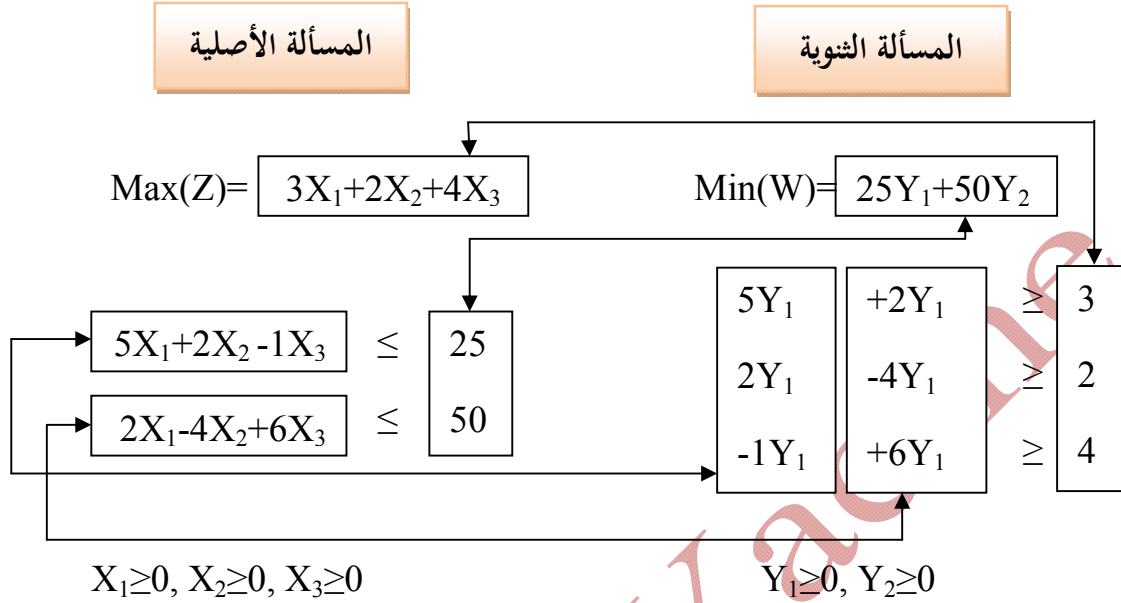 المسألة الأصلية
المسألة الثنوية
Max(Z)= 3X₁+2X₂+4X₃
Min(W)= 25Y₁+50Y₂
5X₁+2X₂ -1X₃ ≤ 25
2X₁-4X₂+6X₃ ≤ 50
5Y₁ +2Y₁ ≥ 3
2Y₁ -4Y₁ ≥ 2
-1Y₁ +6Y₁ ≥ 4
X₁≥0, X₂≥0, X₃≥0
Y₁≥0, Y₂≥0